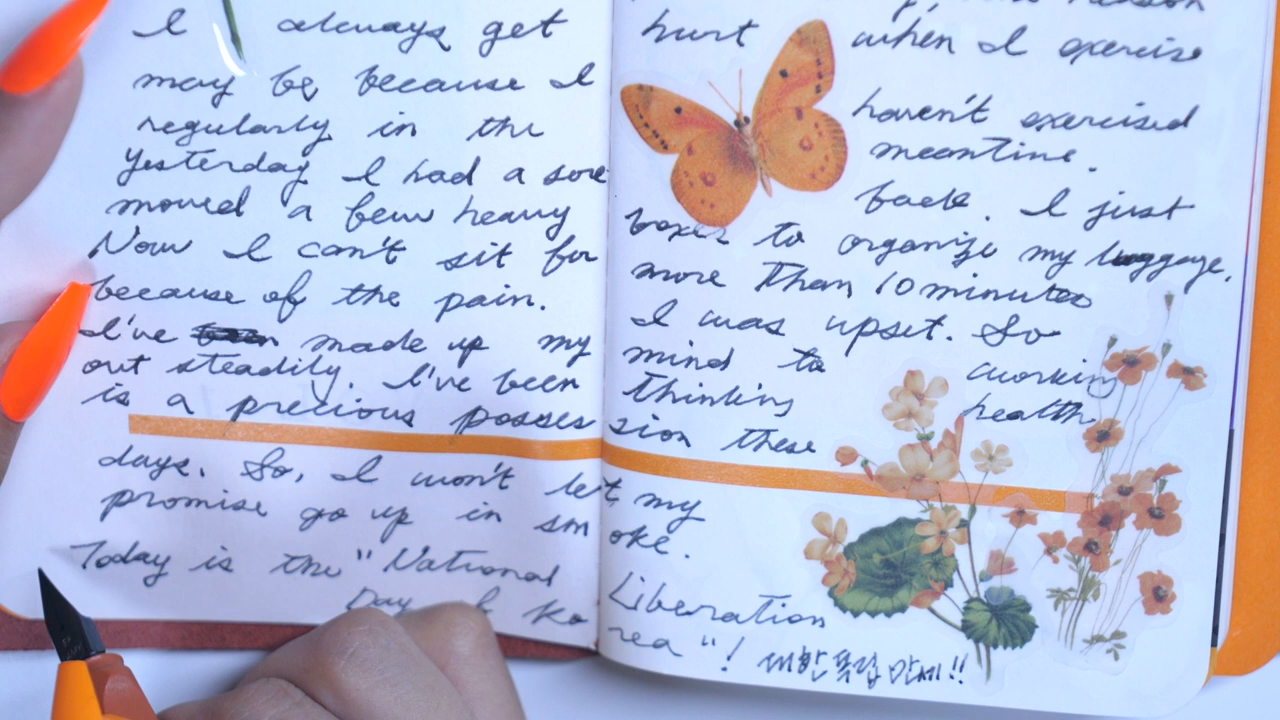 reason
I always get hurt when I exercise
may be because I haven't exercised
regularly in the meantime.
Yesterday I had a sore back. I just
moved a few heavy boxes to organize my luggage.
Now I can't sit for more than 10 minutes
because of the pain. I was upset. So
I've made up my mind to working
out steadily. I've been thinking health
is a precious possession these
days. So, I won't let my
promise go up in smoke.
Today is the "National Liberation
Day Korea"! 대한독립 만세!!